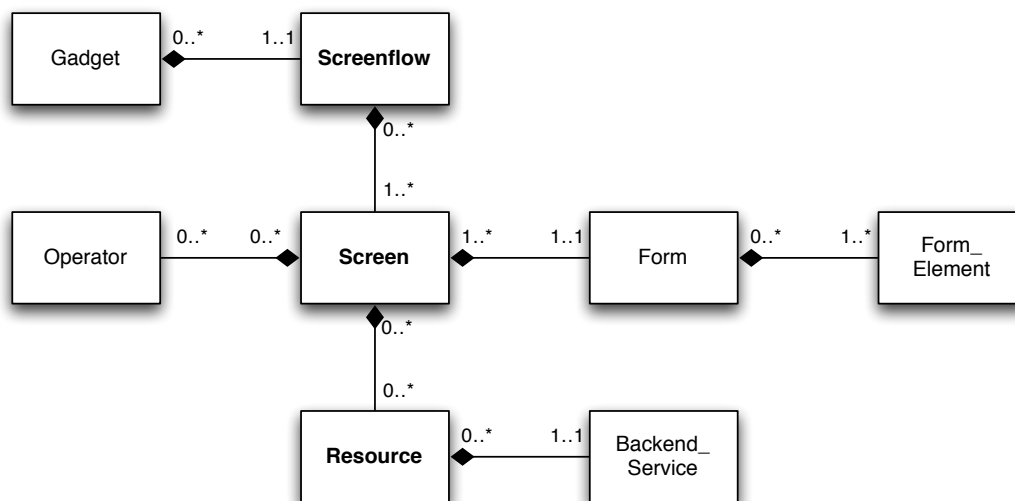 Gadget
0..*
1..1
Screenflow
0..*
1..*
Operator
0..*
0..*
Screen
1..*
1..1
Form
0..*
1..*
Form_
Element
0..*
0..*
Resource
0..*
1..1
Backend_
Service